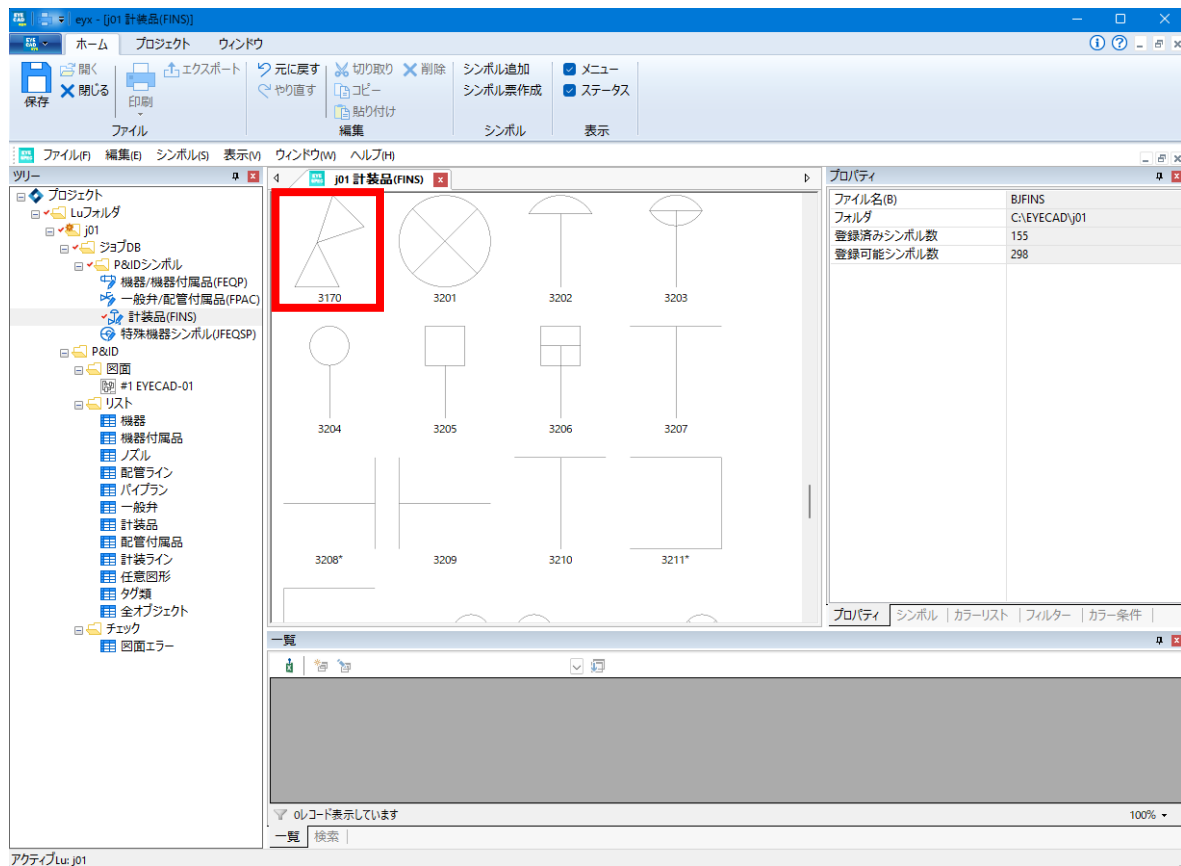 eyx - [j01 計装品(FINS)]
ホーム プロジェクト ウィンドウ
開く エクスポート 元に戻す 切り取り 削除 シンボル追加 メニュー
保存 閉じる 印刷 やり直す コピー シンボル票作成 ステータス
貼り付け
ファイル 編集 シンボル 表示
ファイル(F) 編集(E) シンボル(S) 表示(V) ウィンドウ(W) ヘルプ(H)
ツリー
プロジェクト
Luフォルダ
j01
ジョブDB
P&IDシンボル
機器/機器付属品(FEQP)
一般弁/配管付属品(FPAC)
計装品(FINS)
特殊機器シンボル(JFEQSP)
P&ID
図面
#1 EYECAD-01
リスト
機器
機器付属品
ノズル
配管ライン
パイプラン
一般弁
計装品
配管付属品
計装ライン
任意図形
タグ類
全オブジェクト
チェック
図面エラー
j01 計装品(FINS)
3170 3201 3202 3203
3204 3205 3206 3207
3208* 3209 3210 3211*
プロパティ
ファイル名(B) BJFINS
フォルダ C:\EYECAD\j01
登録済みシンボル数 155
登録可能シンボル数 298
プロパティ シンボル カラーリスト フィルター カラー条件
一覧
0レコード表示しています 100%
一覧 検索
アクティブLu: j01